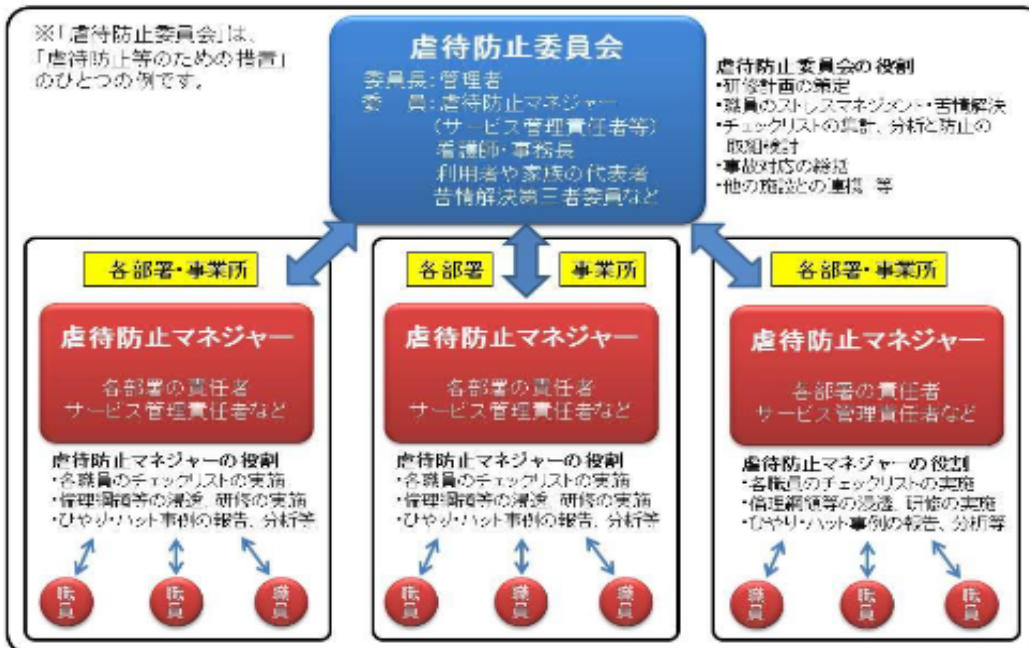 ※「虐待防止委員会」は、
「虐待防止等のための措置」
のひとつの例です。
虐待防止委員会
委員長：管理者
委　員：虐待防止マネジャー
（サービス管理責任者等）
看護師・事務長
利用者や家族の代表者
苦情解決第三者委員など
虐待防止委員会の役割
・研修計画の策定
・職員のストレスマネジメント・苦情解決
・チェックリストの集計、分析と防止の
取組検討
・事故対応の総括
・他の施設との連携 等
各部署・事業所
虐待防止マネジャー
各部署の責任者
サービス管理責任者など
虐待防止マネジャーの役割
・各職員のチェックリストの実施
・倫理綱領等の浸透、研修の実施
・ひやり・ハット事例の報告、分析等
職員
職員
職員
各部署
事業所
虐待防止マネジャー
各部署の責任者
サービス管理責任者など
虐待防止マネジャーの役割
・各職員のチェックリストの実施
・倫理綱領等の浸透、研修の実施
・ひやり・ハット事例の報告、分析等
職員
職員
職員
各部署・事業所
虐待防止マネジャー
各部署の責任者
サービス管理責任者など
虐待防止マネジャーの役割
・各職員のチェックリストの実施
・倫理綱領等の浸透、研修の実施
・ひやり・ハット事例の報告、分析等
職員
職員
職員